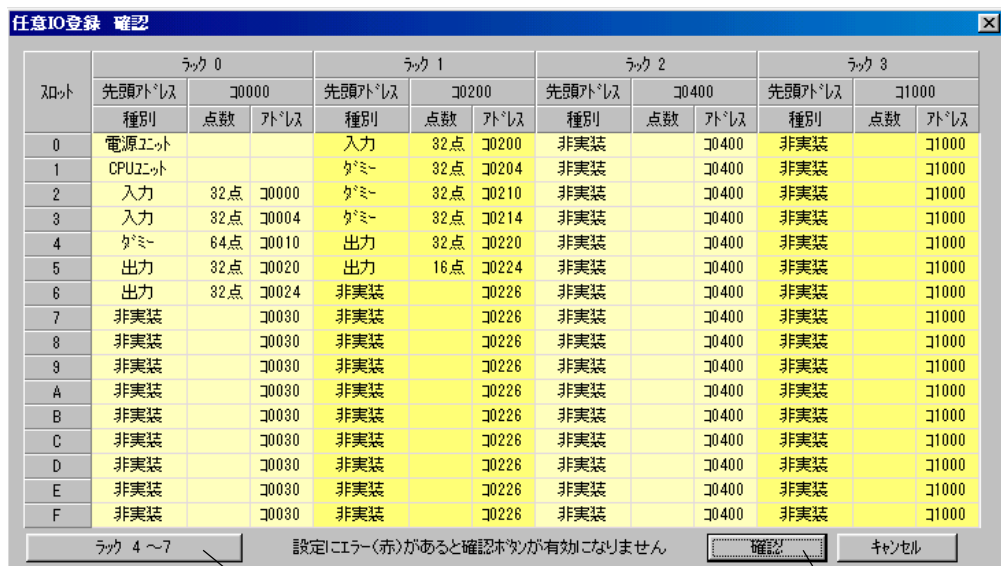 任意IO登録 確認
ラック 0 ラック 1 ラック 2 ラック 3
スロット 先頭アドレス コ0000 先頭アドレス コ0200 先頭アドレス コ0400 先頭アドレス コ1000
種別 点数 アドレス 種別 点数 アドレス 種別 点数 アドレス 種別 点数 アドレス
0 電源ユニット 入力 32点 コ0200 非実装 コ0400 非実装 コ1000
1 CPUユニット ダミー 32点 コ0204 非実装 コ0400 非実装 コ1000
2 入力 32点 コ0000 ダミー 32点 コ0210 非実装 コ0400 非実装 コ1000
3 入力 32点 コ0004 ダミー 32点 コ0214 非実装 コ0400 非実装 コ1000
4 ダミー 64点 コ0010 出力 32点 コ0220 非実装 コ0400 非実装 コ1000
5 出力 32点 コ0020 出力 16点 コ0224 非実装 コ0400 非実装 コ1000
6 出力 32点 コ0024 非実装 コ0226 非実装 コ0400 非実装 コ1000
7 非実装 コ0030 非実装 コ0226 非実装 コ0400 非実装 コ1000
8 非実装 コ0030 非実装 コ0226 非実装 コ0400 非実装 コ1000
9 非実装 コ0030 非実装 コ0226 非実装 コ0400 非実装 コ1000
A 非実装 コ0030 非実装 コ0226 非実装 コ0400 非実装 コ1000
B 非実装 コ0030 非実装 コ0226 非実装 コ0400 非実装 コ1000
C 非実装 コ0030 非実装 コ0226 非実装 コ0400 非実装 コ1000
D 非実装 コ0030 非実装 コ0226 非実装 コ0400 非実装 コ1000
E 非実装 コ0030 非実装 コ0226 非実装 コ0400 非実装 コ1000
F 非実装 コ0030 非実装 コ0226 非実装 コ0400 非実装 コ1000
ラック 4 ～7 設定にエラー(赤)があると確認ボタンが有効になりません 確認 キャンセル